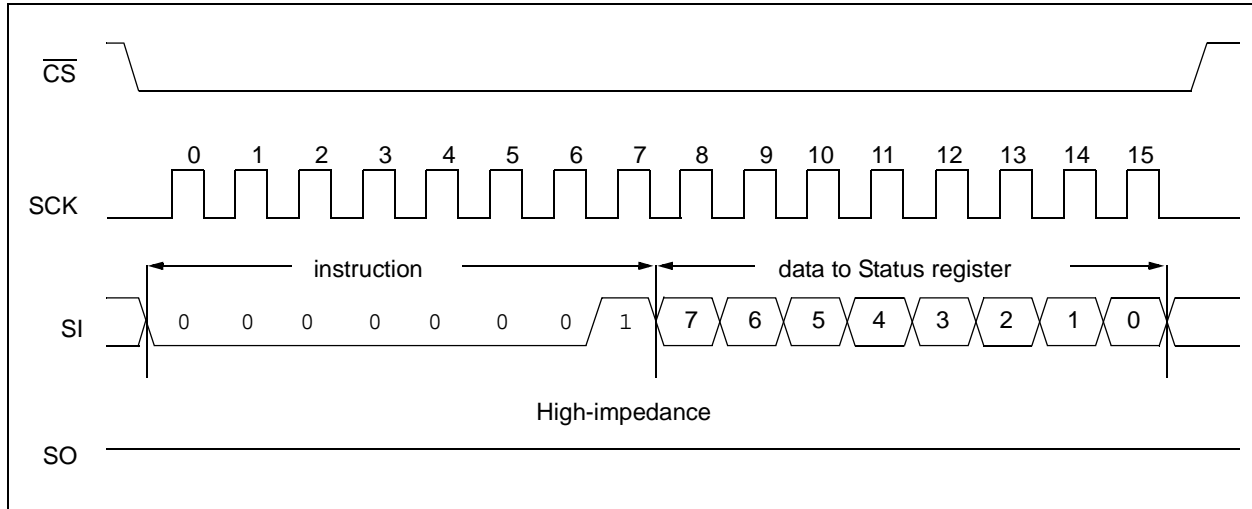 CS
0 1 2 3 4 5 6 7 8 9 10 11 12 13 14 15
SCK
instruction data to Status register
SI 0 0 0 0 0 0 0 1 7 6 5 4 3 2 1 0
High-impedance
SO